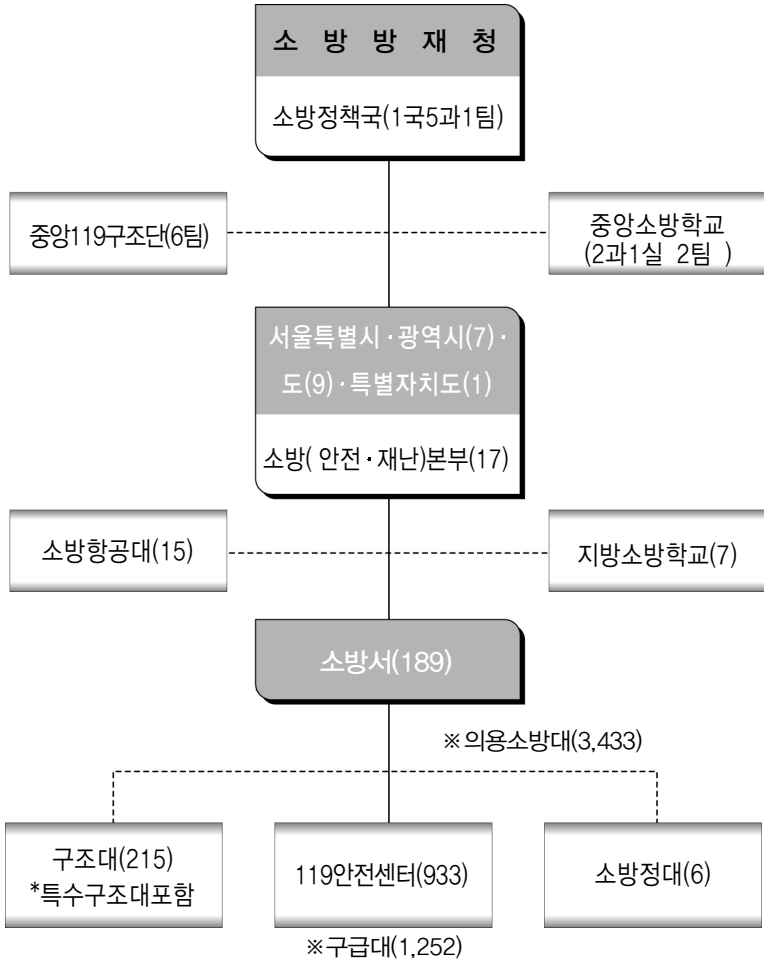 소 방 방 재 청
소방정책국(1국5과1팀)
중앙119구조단(6팀)
중앙소방학교
(2과1실 2팀 )
서울특별시·광역시(7)·
도(9)·특별자치도(1)
소방( 안전·재난)본부(17)
소방항공대(15)
지방소방학교(7)
소방서(189)
※의용소방대(3,433)
구조대(215)
*특수구조대포함
119안전센터(933)
소방정대(6)
※구급대(1,252)